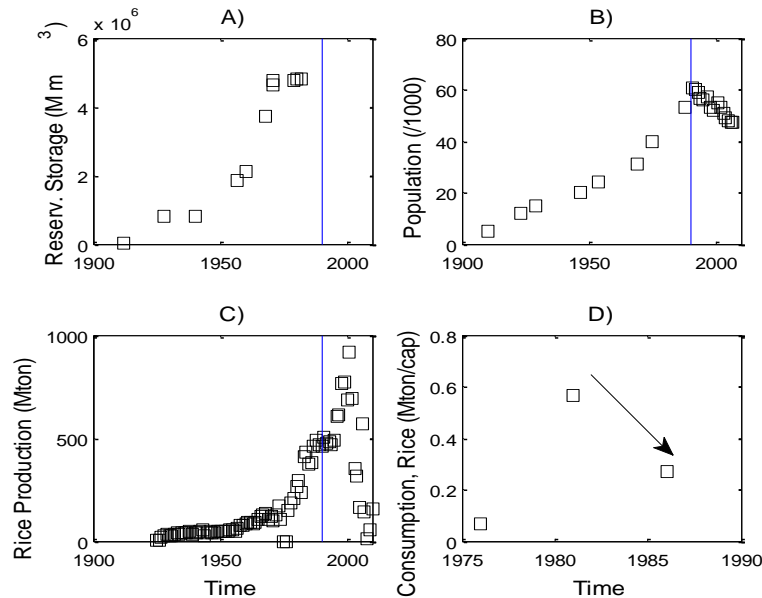 A)
x 10^6
Reserv. Storage (M m^3)
6
4
2
0
1900 1950 2000
B)
Population (/1000)
80
60
40
20
0
1900 1950 2000
C)
Rice Production (Mton)
1000
500
0
1900 1950 2000
Time
D)
Consumption, Rice (Mton/cap)
0.8
0.6
0.4
0.2
0
1975 1980 1985 1990
Time